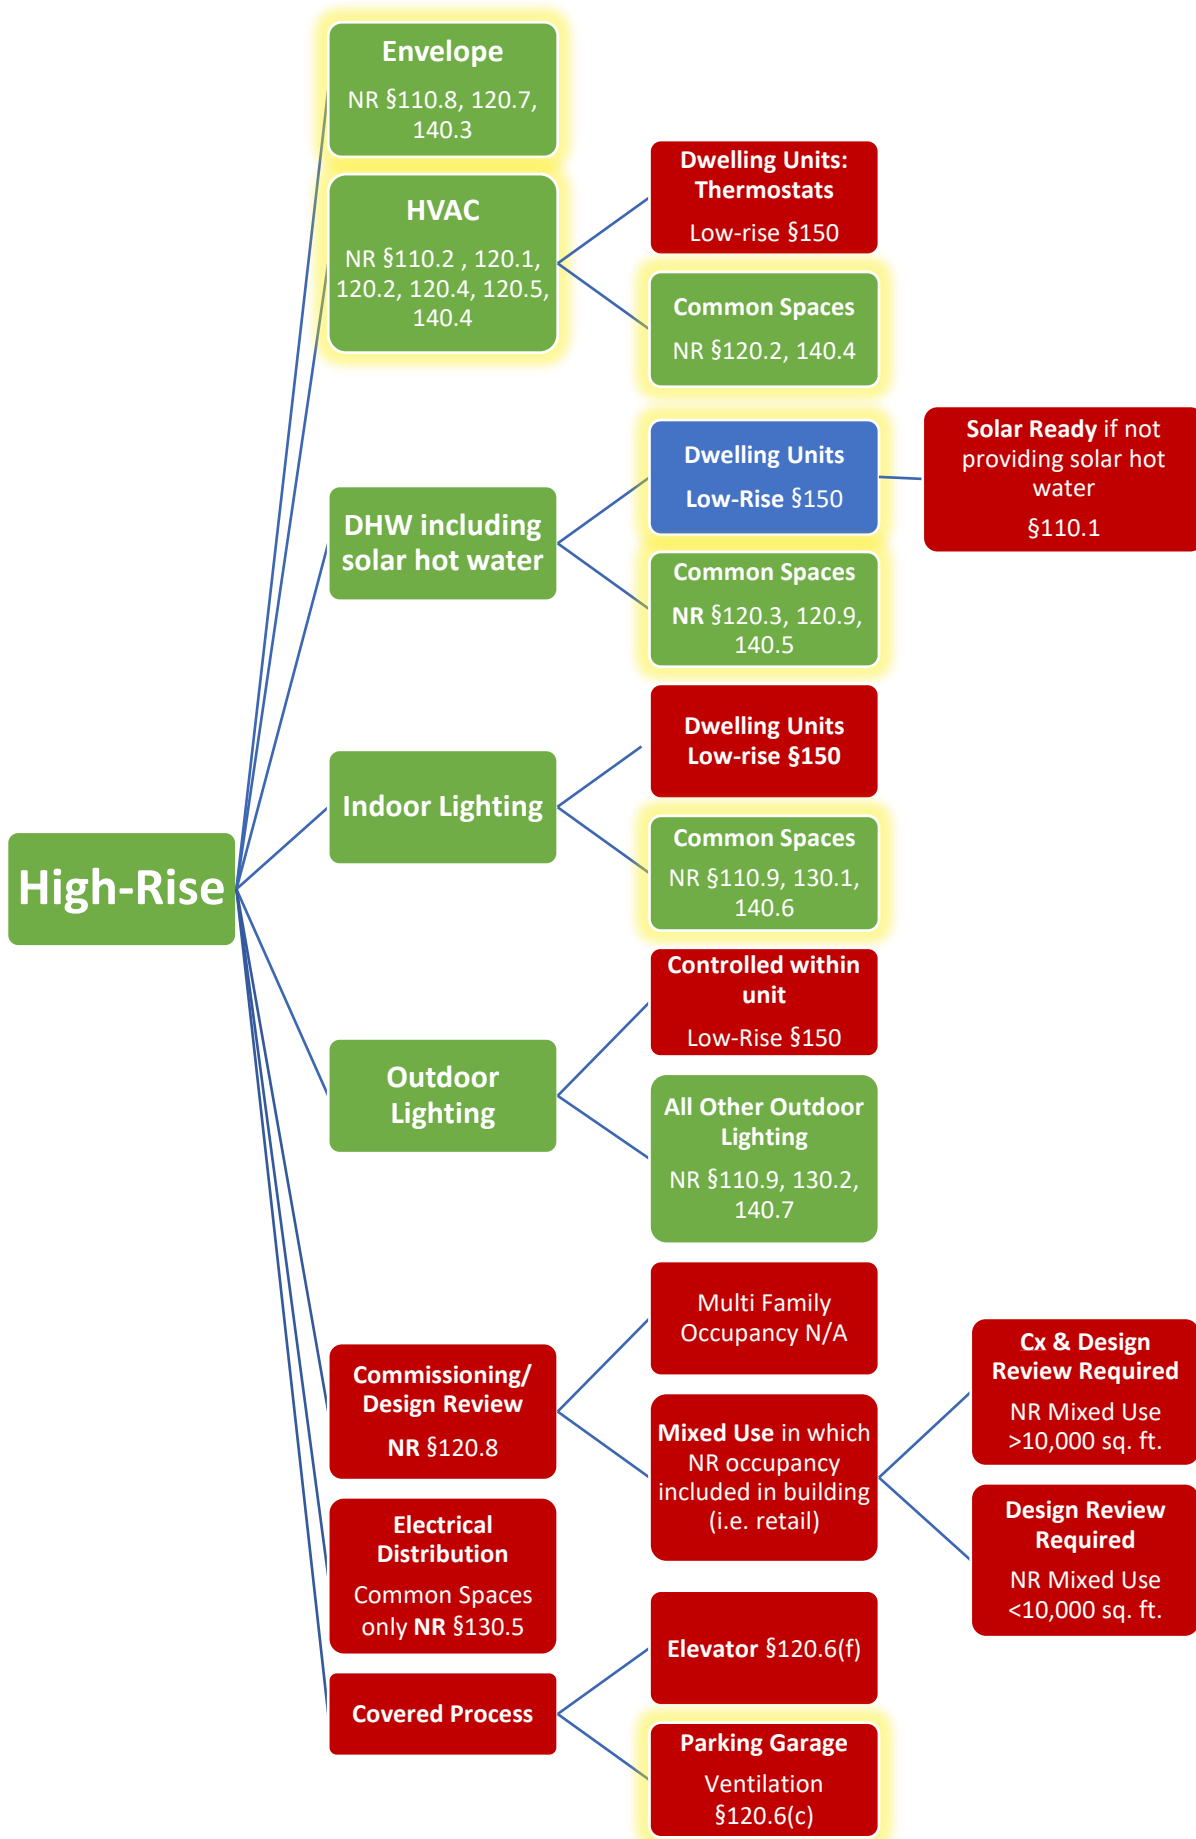 High-Rise
Envelope
NR §110.8, 120.7,
140.3
HVAC
NR §110.2 , 120.1,
120.2, 120.4, 120.5,
140.4
Dwelling Units:
Thermostats
Low-rise §150
Common Spaces
NR §120.2, 140.4
DHW including
solar hot water
Dwelling Units
Low-Rise §150
Solar Ready if not
providing solar hot
water
§110.1
Common Spaces
NR §120.3, 120.9,
140.5
Indoor Lighting
Dwelling Units
Low-rise §150
Common Spaces
NR §110.9, 130.1,
140.6
Outdoor
Lighting
Controlled within
unit
Low-Rise §150
All Other Outdoor
Lighting
NR §110.9, 130.2,
140.7
Commissioning/
Design Review
NR §120.8
Multi Family
Occupancy N/A
Mixed Use in which
NR occupancy
included in building
(i.e. retail)
Cx & Design
Review Required
NR Mixed Use
>10,000 sq. ft.
Design Review
Required
NR Mixed Use
<10,000 sq. ft.
Electrical
Distribution
Common Spaces
only NR §130.5
Covered Process
Elevator §120.6(f)
Parking Garage
Ventilation
§120.6(c)